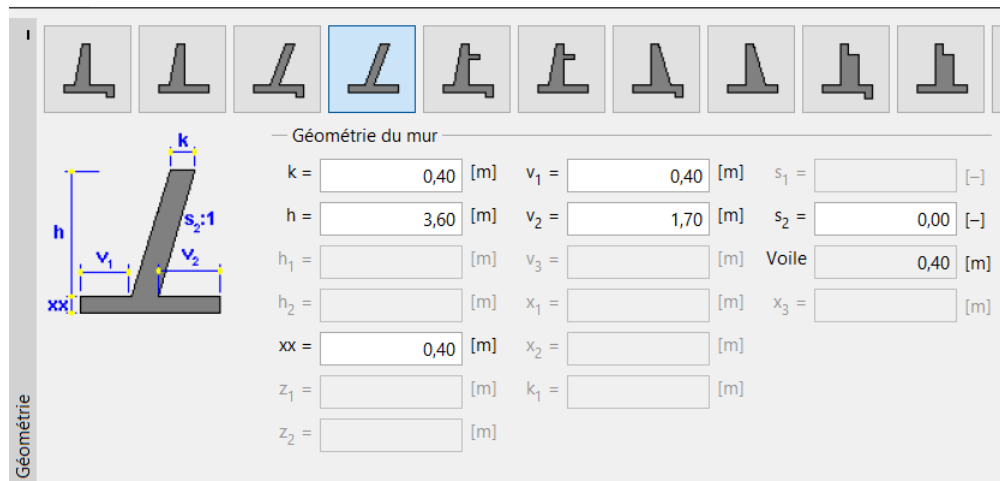 Géométrie du mur
k = 0,40 [m] v1 = 0,40 [m] s1 = [–]
h = 3,60 [m] v2 = 1,70 [m] s2 = 0,00 [–]
h1 = [m] v3 = [m] Voile 0,40 [m]
h2 = [m] x1 = [m] x3 = [m]
xx = 0,40 [m] x2 = [m]
z1 = [m] k1 = [m]
z2 = [m]
k
h
s2:1
v1
v2
xx
Géométrie